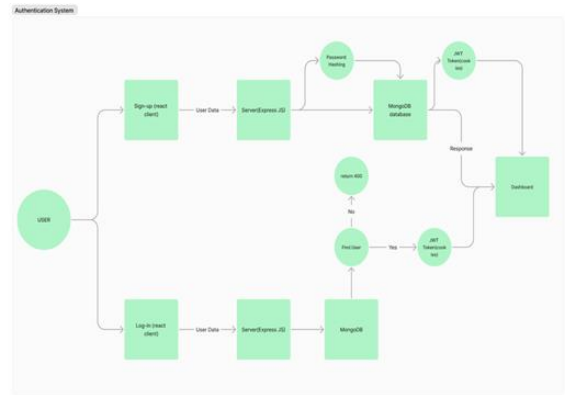 Authentication System
Password
Hashing
JWT
Token(cook
ies)
Sign-up (react
client)
User Data
Server(Express JS)
MongoDB
database
Response
return 400
Dashboard
No
USER
Find User
Yes
JWT
Token(cook
ies)
Log-in (react
client)
User Data
Server(Express JS)
MongoDB